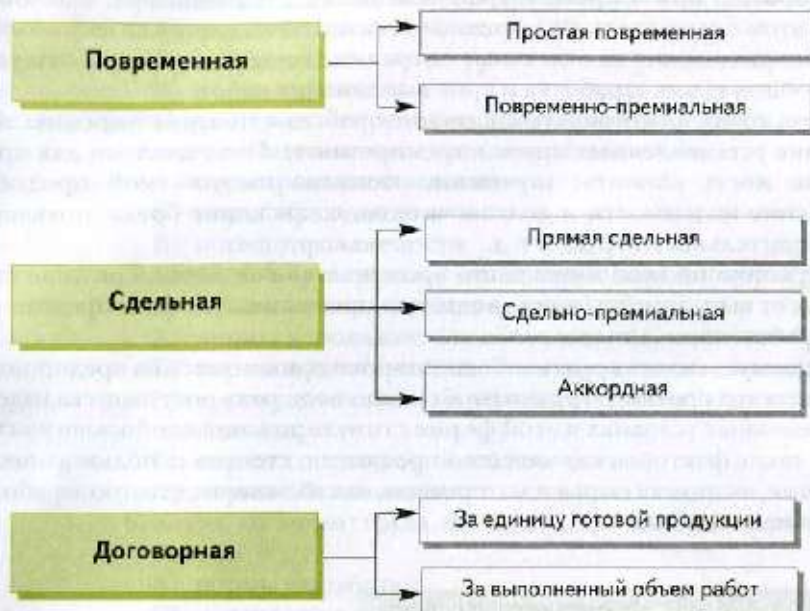 Повременная
Простая повременная
Повременно-премиальная
Сдельная
Прямая сдельная
Сдельно-премиальная
Аккордная
Договорная
За единицу готовой продукции
За выполненный объем работ